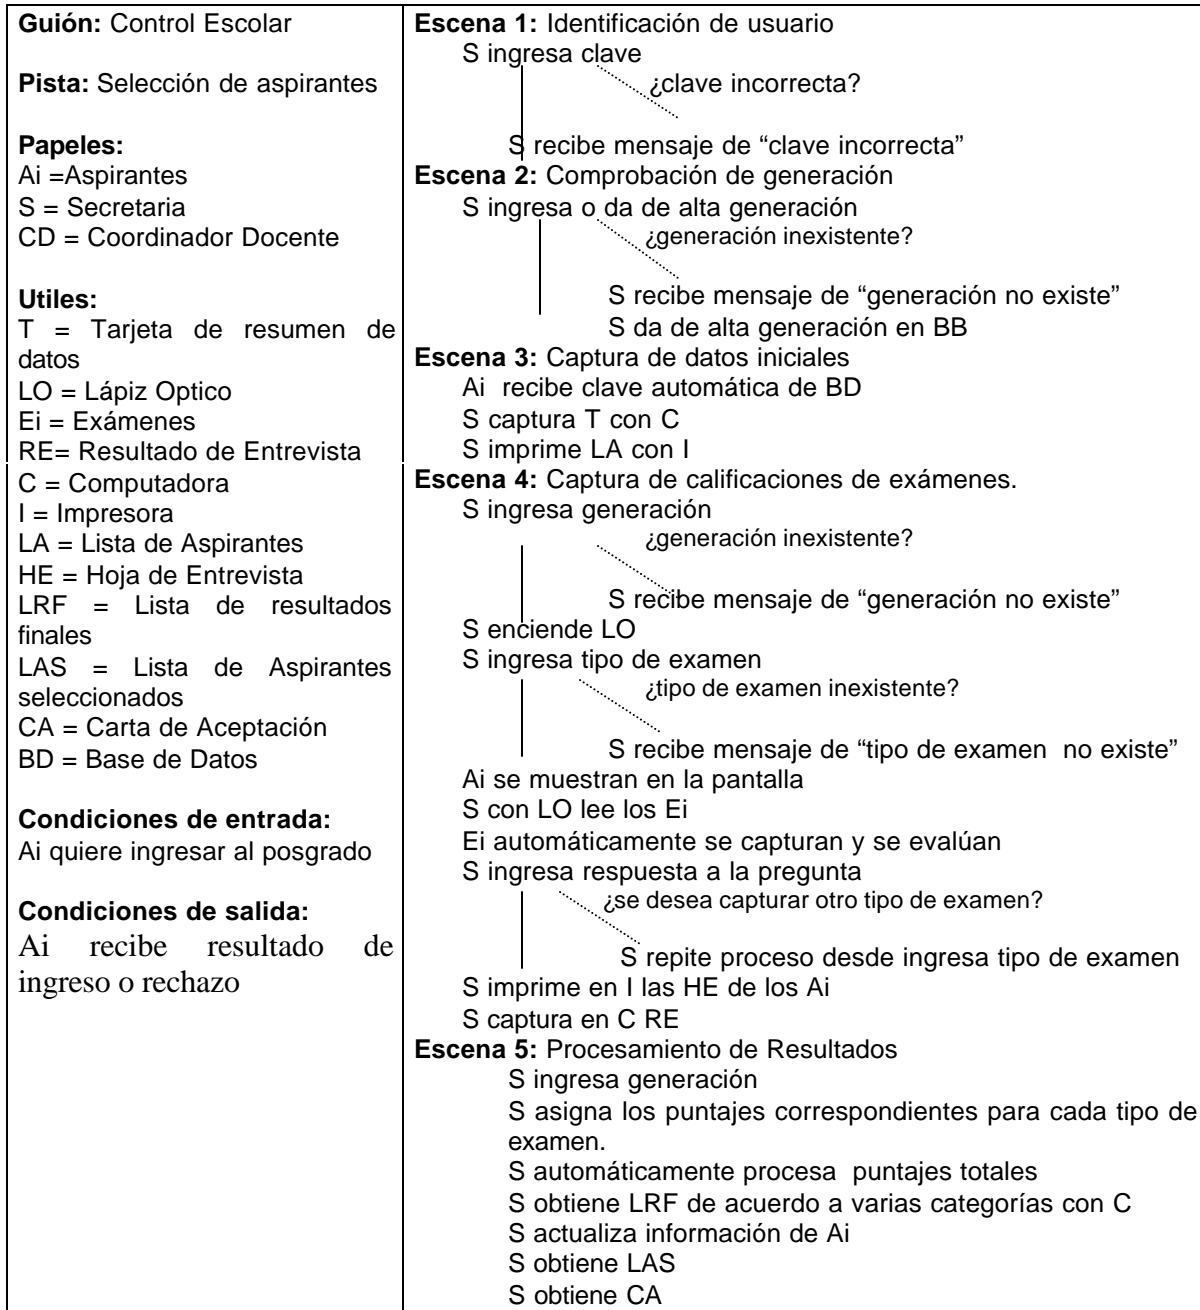 Guión: Control Escolar
Pista: Selección de aspirantes
Papeles:
Ai =Aspirantes
S = Secretaria
CD = Coordinador Docente
Utiles:
T = Tarjeta de resumen de
datos
LO = Lápiz Optico
Ei = Exámenes
RE= Resultado de Entrevista
C = Computadora
I = Impresora
LA = Lista de Aspirantes
HE = Hoja de Entrevista
LRF = Lista de resultados
finales
LAS = Lista de Aspirantes
seleccionados
CA = Carta de Aceptación
BD = Base de Datos
Condiciones de entrada:
Ai quiere ingresar al posgrado
Condiciones de salida:
Ai recibe resultado de
ingreso o rechazo
Escena 1: Identificación de usuario
S ingresa clave
¿clave incorrecta?
S recibe mensaje de “clave incorrecta”
Escena 2: Comprobación de generación
S ingresa o da de alta generación
¿generación inexistente?
S recibe mensaje de “generación no existe”
S da de alta generación en BB
Escena 3: Captura de datos iniciales
Ai recibe clave automática de BD
S captura T con C
S imprime LA con I
Escena 4: Captura de calificaciones de exámenes.
S ingresa generación
¿generación inexistente?
S recibe mensaje de “generación no existe”
S enciende LO
S ingresa tipo de examen
¿tipo de examen inexistente?
S recibe mensaje de “tipo de examen no existe”
Ai se muestran en la pantalla
S con LO lee los Ei
Ei automáticamente se capturan y se evalúan
S ingresa respuesta a la pregunta
¿se desea capturar otro tipo de examen?
S repite proceso desde ingresa tipo de examen
S imprime en I las HE de los Ai
S captura en C RE
Escena 5: Procesamiento de Resultados
S ingresa generación
S asigna los puntajes correspondientes para cada tipo de
examen.
S automáticamente procesa puntajes totales
S obtiene LRF de acuerdo a varias categorías con C
S actualiza información de Ai
S obtiene LAS
S obtiene CA